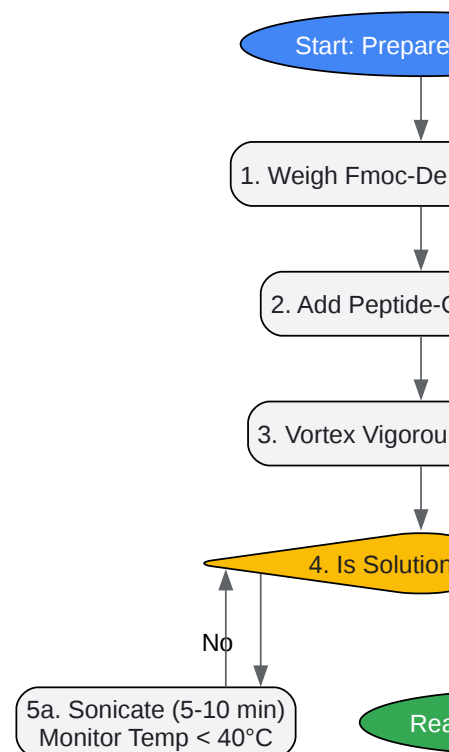 Start: Prepare
1. Weigh Fmoc-De
2. Add Peptide-
3. Vortex Vigorou
4. Is Solution
No
5a. Sonicate (5-10 min)
Monitor Temp < 40°C
Rea